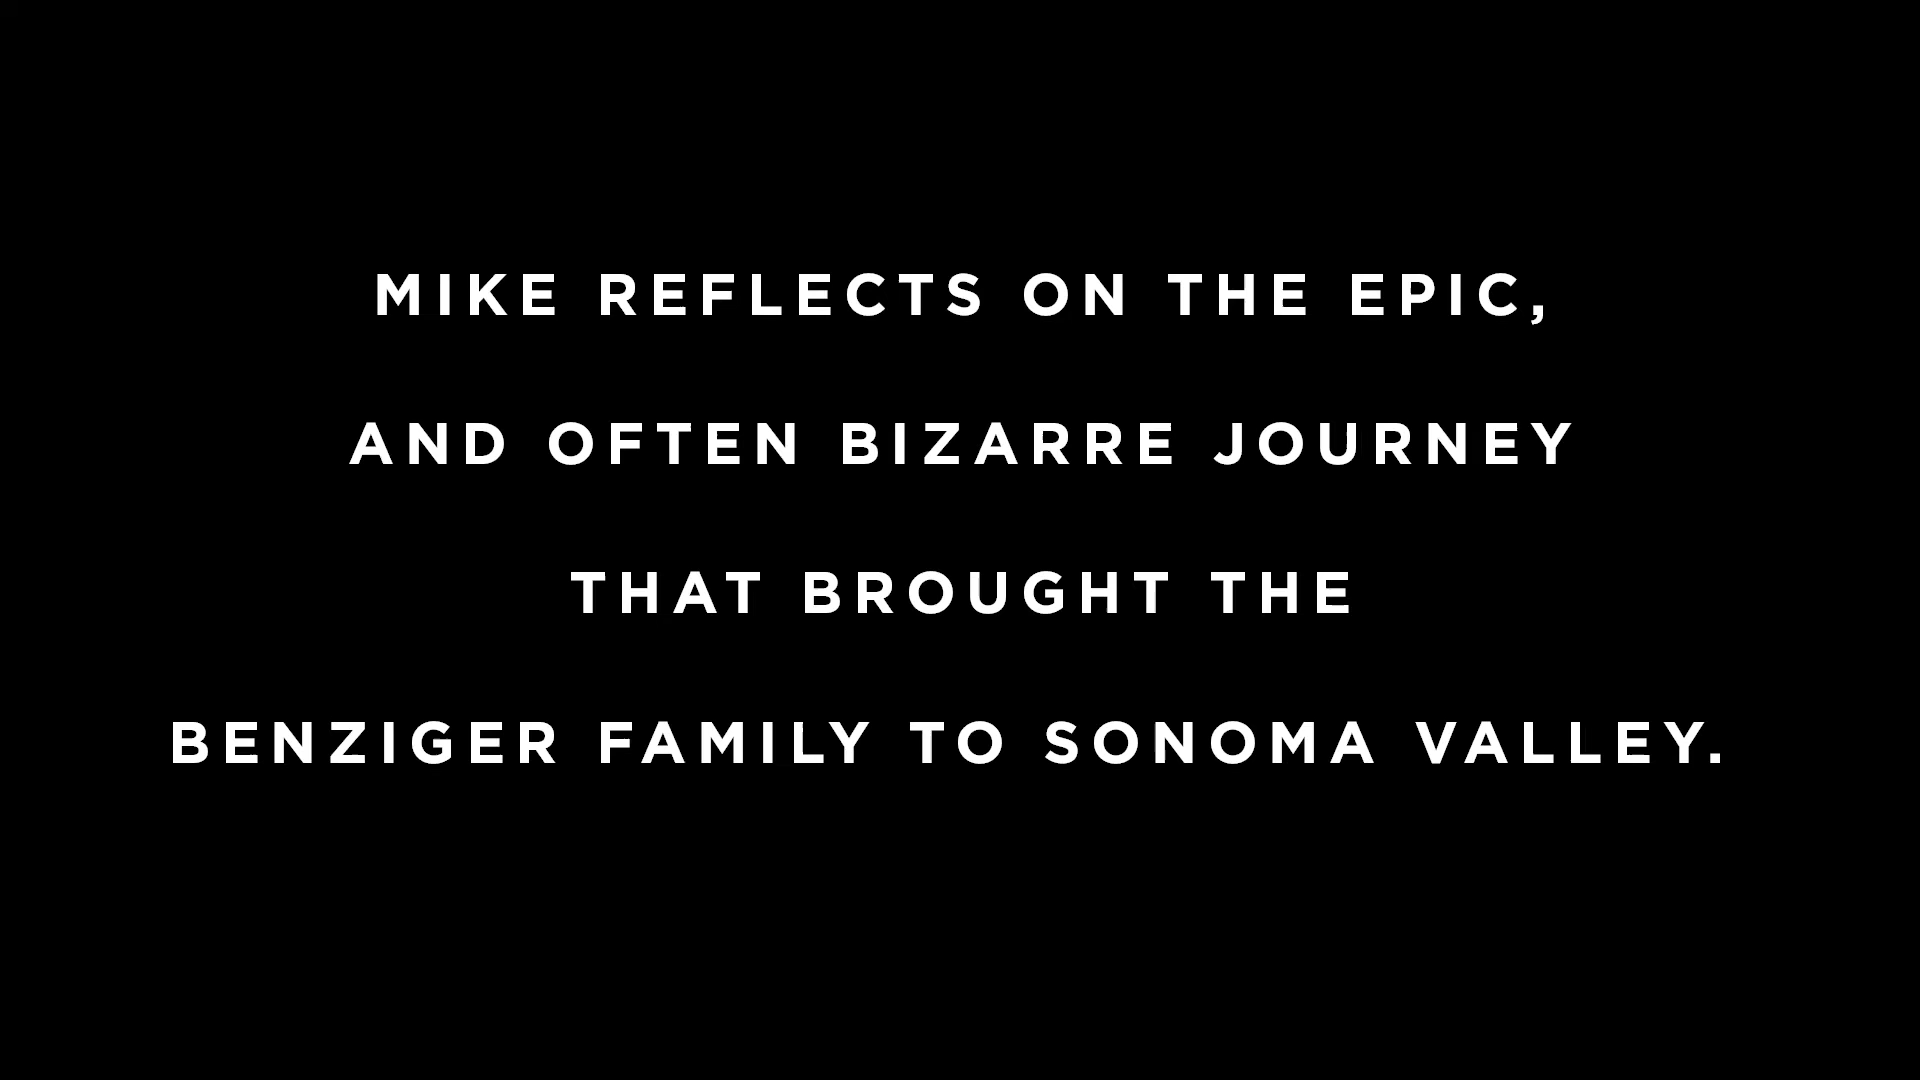 MIKE REFLECTS ON THE EPIC,
AND OFTEN BIZARRE JOURNEY
THAT BROUGHT THE
BENZIGER FAMILY TO SONOMA VALLEY.